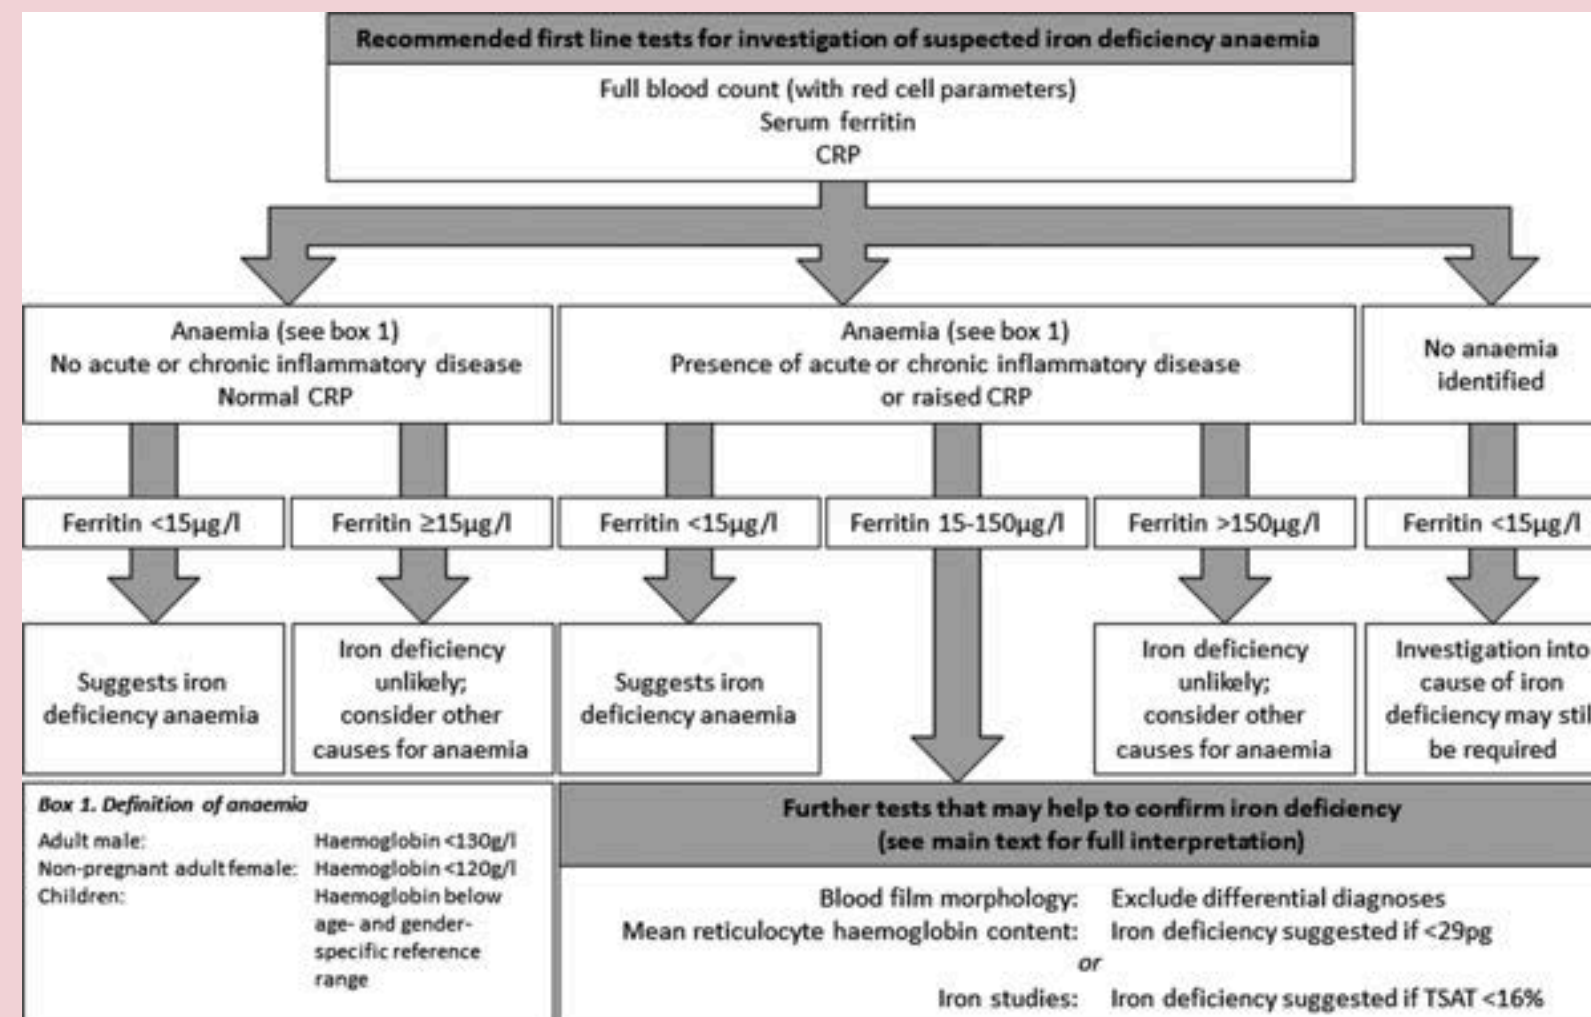 Recommended first line tests for investigation of suspected iron deficiency anaemia
Full blood count (with red cell parameters)
Serum ferritin
CRP
Anaemia (see box 1)
No acute or chronic inflammatory disease
Normal CRP
Anaemia (see box 1)
Presence of acute or chronic inflammatory disease
or raised CRP
No anaemia
identified
Ferritin <15µg/l
Ferritin ≥15µg/l
Ferritin <15µg/l
Ferritin 15-150µg/l
Ferritin >150µg/l
Ferritin <15µg/l
Suggests iron
deficiency anaemia
Iron deficiency
unlikely;
consider other
causes for anaemia
Suggests iron
deficiency anaemia
Iron deficiency
unlikely;
consider other
causes for anaemia
Investigation into
cause of iron
deficiency may stil
be required
Box 1. Definition of anaemia
Adult male: Haemoglobin <130g/l
Non-pregnant adult female: Haemoglobin <120g/l
Children: Haemoglobin below
age- and gender-
specific reference
range
Further tests that may help to confirm iron deficiency
(see main text for full interpretation)
Blood film morphology: Exclude differential diagnoses
Mean reticulocyte haemoglobin content: Iron deficiency suggested if <29pg
or
Iron studies: Iron deficiency suggested if TSAT <16%